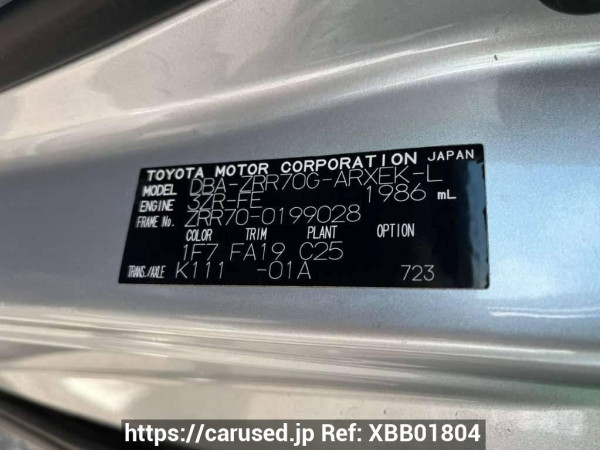 TOYOTA MOTOR CORPORATION JAPAN
MODEL DBA-ZRR70G-ARXEK-L
ENGINE 3ZR-FE 1986 mL
FRAME No. ZRR70-0199028
COLOR TRIM PLANT OPTION
1F7 FA19 C25
TRANS./AXLE K111 -01A 723
https://carused.jp Ref: XBB01804